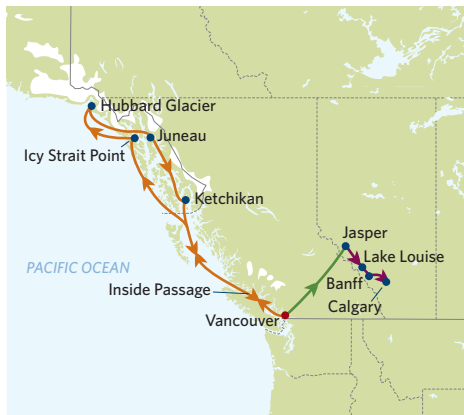 Hubbard Glacier
Juneau
Icy Strait Point
Ketchikan
Jasper
Lake Louise
PACIFIC OCEAN
Banff
Inside Passage
Calgary
Vancouver